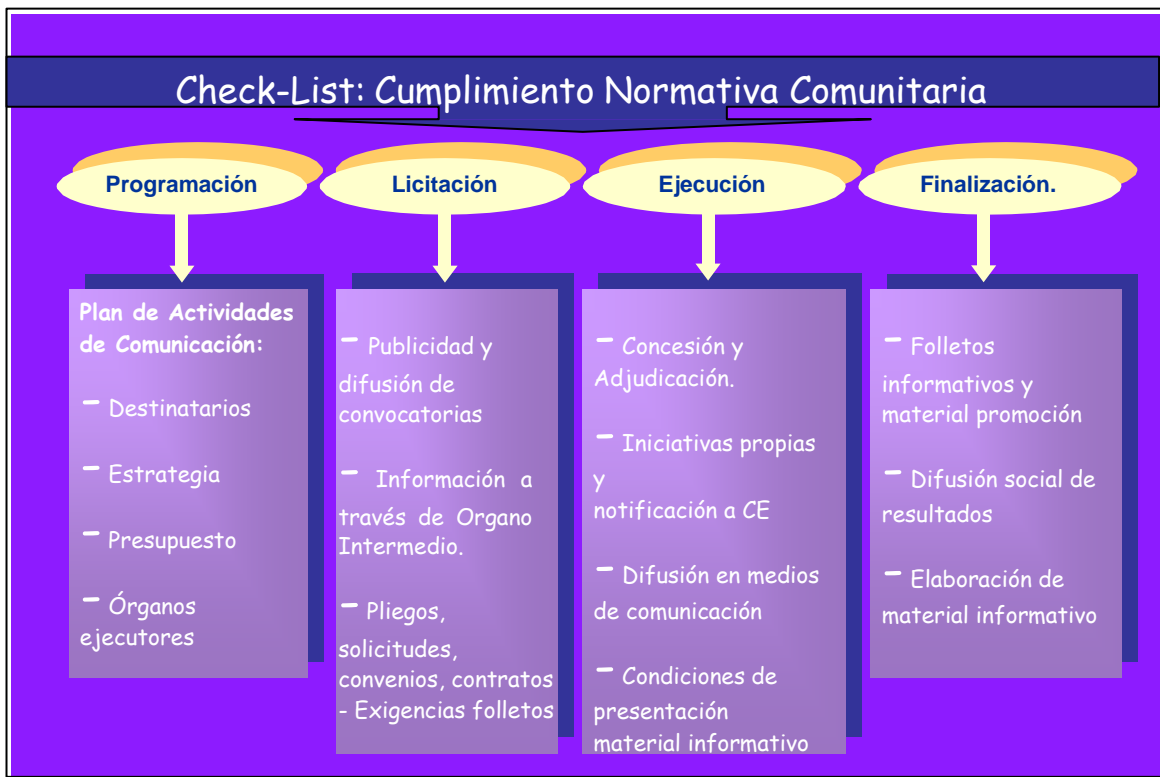 Check-List: Cumplimiento Normativa Comunitaria
Programación
Licitación
Ejecución
Finalización.
Plan de Actividades
de Comunicación:
- Destinatarios
- Estrategia
- Presupuesto
- Órganos
ejecutores
- Publicidad y
difusión de
convocatorias
- Información a
través de Organo
Intermedio.
- Pliegos,
solicitudes,
convenios, contratos
- Exigencias folletos
- Concesión y
Adjudicación.
- Iniciativas propias
y
notificación a CE
- Difusión en medios
de comunicación
- Condiciones de
presentación
material informativo
- Folletos
informativos y
material promoción
- Difusión social de
resultados
- Elaboración de
material informativo